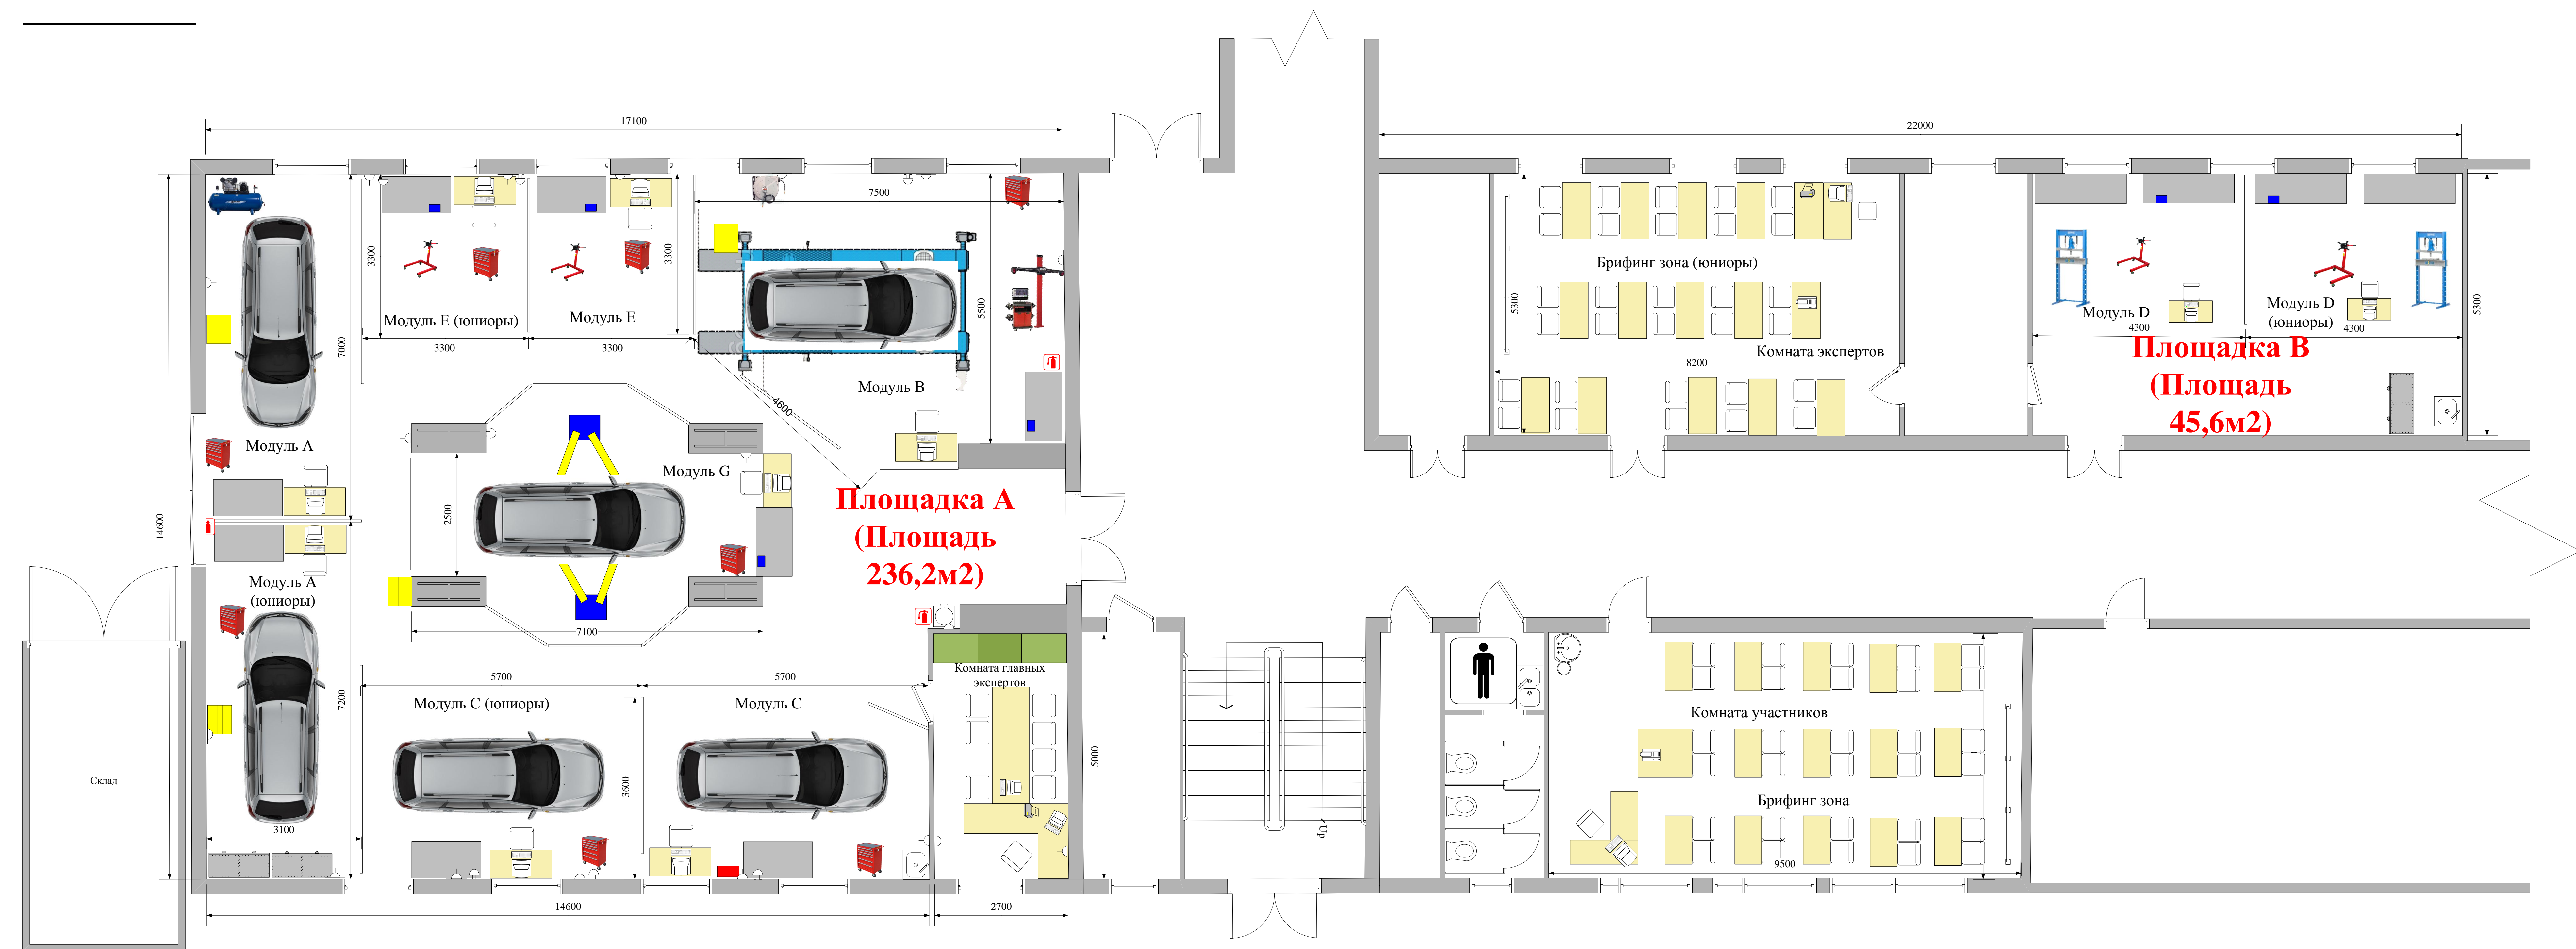 17100
22000
7500
3300
3300
5500
5300
5300
Брифинг зона (юниоры)
Модуль E (юниоры)
Модуль E
Модуль D
Модуль D
(юниоры)
4300
4300
3300
3300
7000
Площадка В
(Площадь
45,6м2)
Комната экспертов
8200
Модуль B
4600
Модуль A
Модуль G
Площадка А
(Площадь
236,2м2)
2500
14600
Модуль A
(юниоры)
7100
Комната главных
экспертов
5700
5700
Модуль C (юниоры)
Модуль C
7200
3600
5000
Комната участников
Склад
Брифинг зона
Up
3100
9500
14600
2700